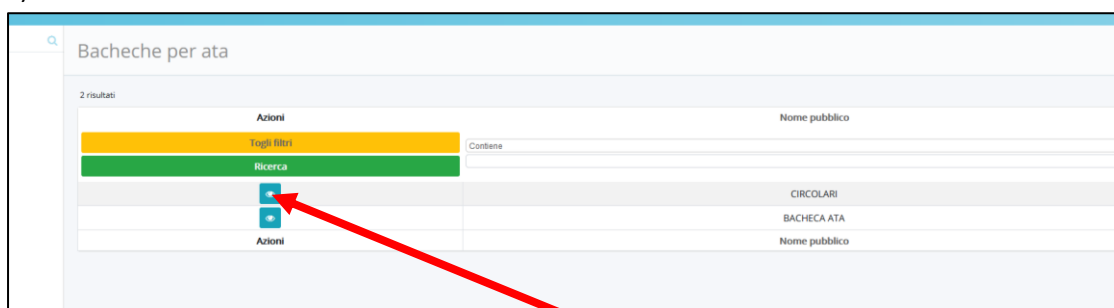 Bacheche per ata
2 risultati
Azioni Nome pubblico
Togli filtri Contiene
Ricerca
CIRCOLARI
BACHECA ATA
Azioni Nome pubblico